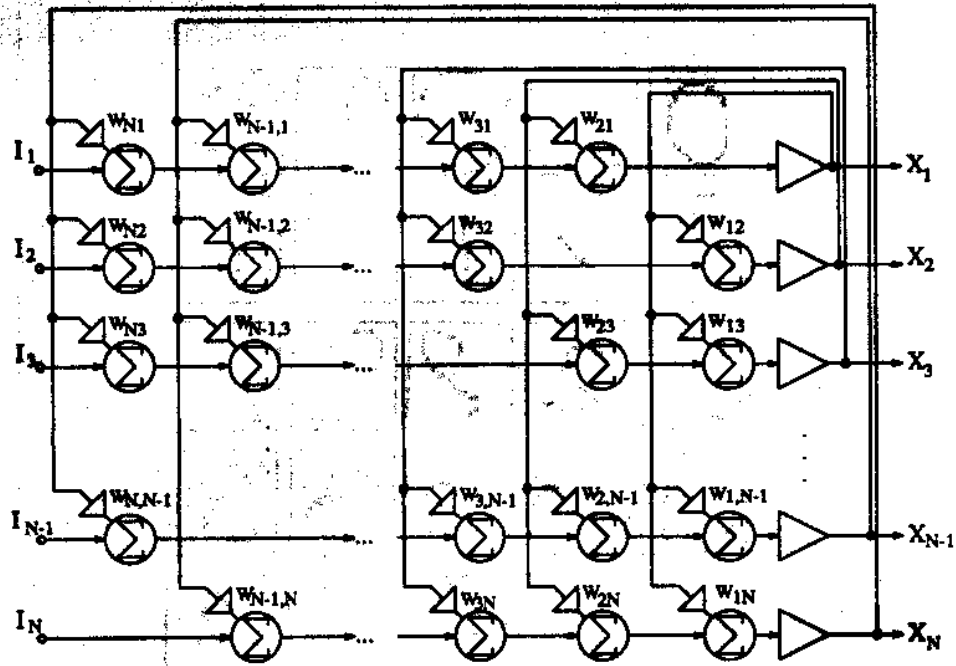 W_N1 W_N-1,1 W_31 W_21
I_1 Σ Σ ... Σ Σ X_1
W_N2 W_N-1,2 W_32 W_12
I_2 Σ Σ ... Σ Σ X_2
W_N3 W_N-1,3 W_23 W_13
I_3 Σ Σ ... Σ Σ X_3
W_N,N-1 W_3,N-1 W_2,N-1 W_1,N-1
I_N-1 Σ ... Σ Σ Σ X_N-1
W_N-1,N W_3N W_2N W_1N
I_N Σ ... Σ Σ Σ X_N